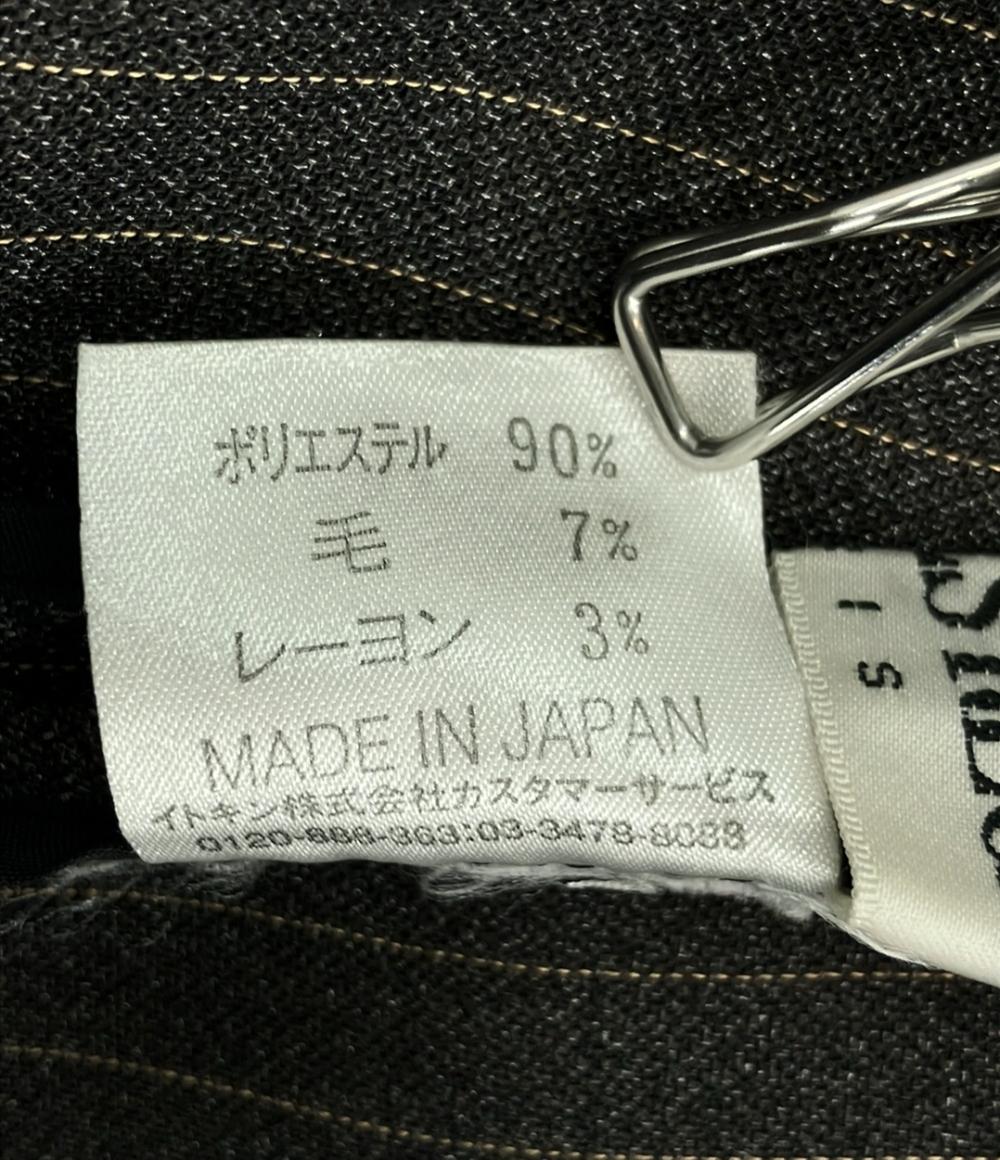 ポリエステル 90%
毛 7%
レーヨン 3%
MADE IN JAPAN
イトキン株式会社カスタマーサービス
0120-888-363:03-3478-8088